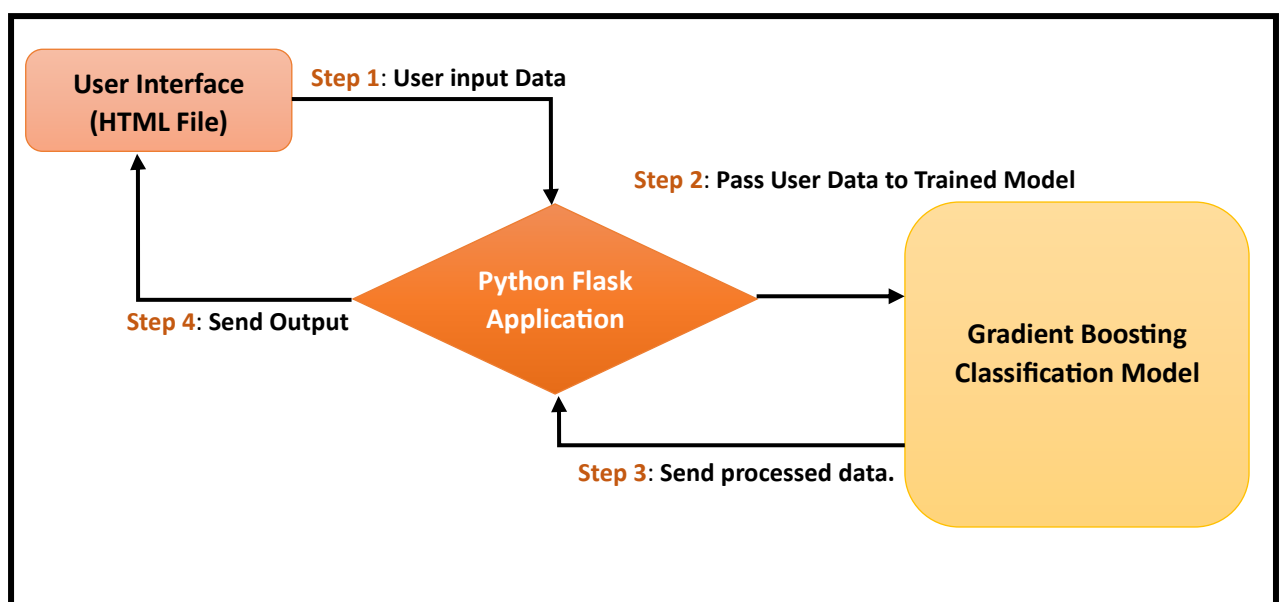 User Interface
(HTML File)
Step 1: User input Data
Step 2: Pass User Data to Trained Model
Python Flask
Application
Step 4: Send Output
Gradient Boosting
Classification Model
Step 3: Send processed data.